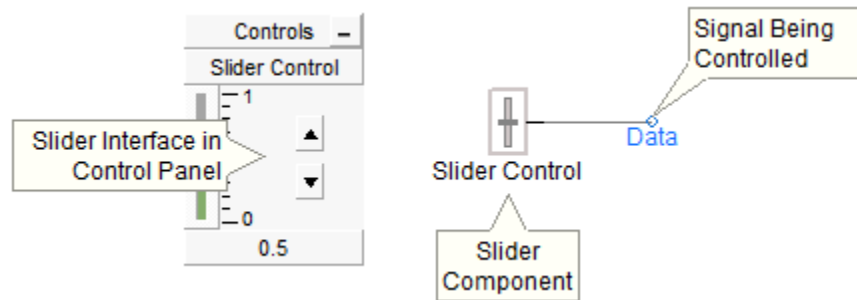 Controls –
Slider Control
1
Slider Interface in
Control Panel
0
0.5
Signal Being
Controlled
Data
Slider Control
Slider
Component